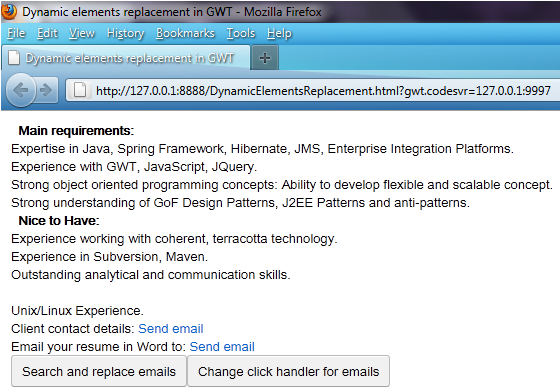 Dynamic elements replacement in GWT - Mozilla Firefox
File Edit View History Bookmarks Tools Help
Dynamic elements replacement in GWT
http://127.0.0.1:8888/DynamicElementsReplacement.html?gwt.codesvr=127.0.0.1:9997
Main requirements:
Expertise in Java, Spring Framework, Hibernate, JMS, Enterprise Integration Platforms.
Experience with GWT, JavaScript, JQuery.
Strong object oriented programming concepts: Ability to develop flexible and scalable concept.
Strong understanding of GoF Design Patterns, J2EE Patterns and anti-patterns.
Nice to Have:
Experience working with coherent, terracotta technology.
Experience in Subversion, Maven.
Outstanding analytical and communication skills.
Unix/Linux Experience.
Client contact details: Send email
Email your resume in Word to: Send email
Search and replace emails Change click handler for emails